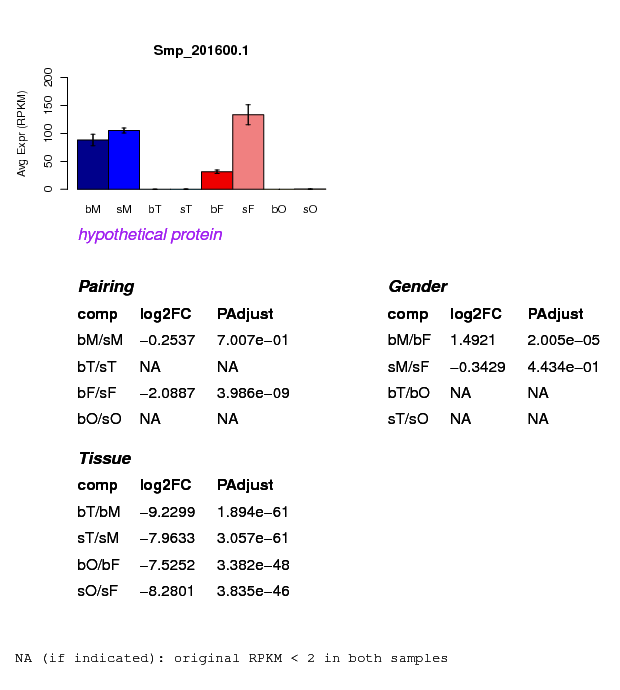 Smp_201600.1
Avg Expr (RPKM)
0 50 100 150 200
bM sM bT sT bF sF bO sO
hypothetical protein
Pairing
comp log2FC PAdjust
bM/sM −0.2537 7.007e−01
bT/sT NA NA
bF/sF −2.0887 3.986e−09
bO/sO NA NA
Gender
comp log2FC PAdjust
bM/bF 1.4921 2.005e−05
sM/sF −0.3429 4.434e−01
bT/bO NA NA
sT/sO NA NA
Tissue
comp log2FC PAdjust
bT/bM −9.2299 1.894e−61
sT/sM −7.9633 3.057e−61
bO/bF −7.5252 3.382e−48
sO/sF −8.2801 3.835e−46
NA (if indicated): original RPKM < 2 in both samples